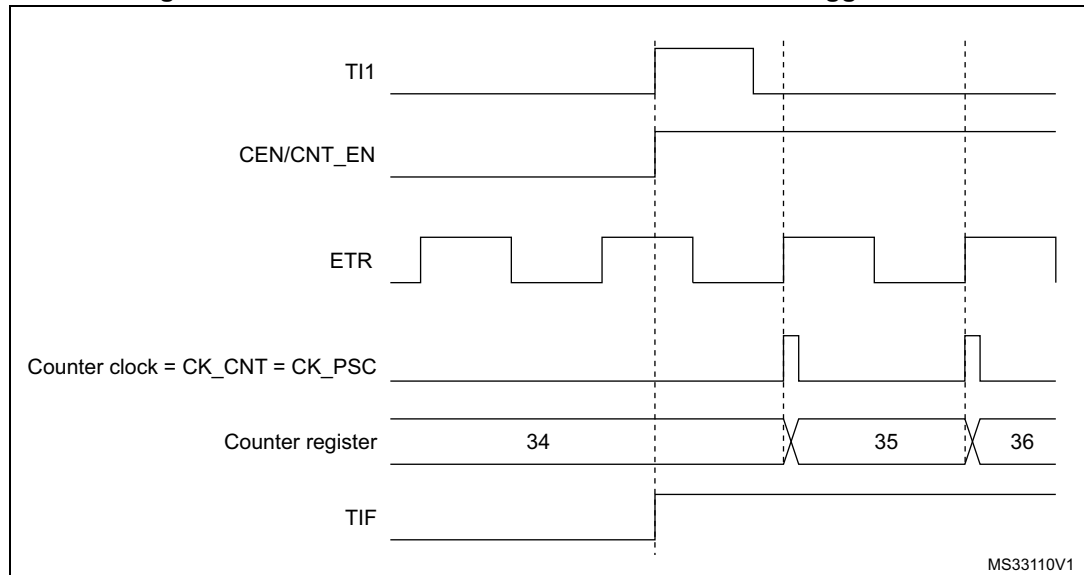 TI1
CEN/CNT_EN
ETR
Counter clock = CK_CNT = CK_PSC
Counter register
34
35
36
TIF
MS33110V1